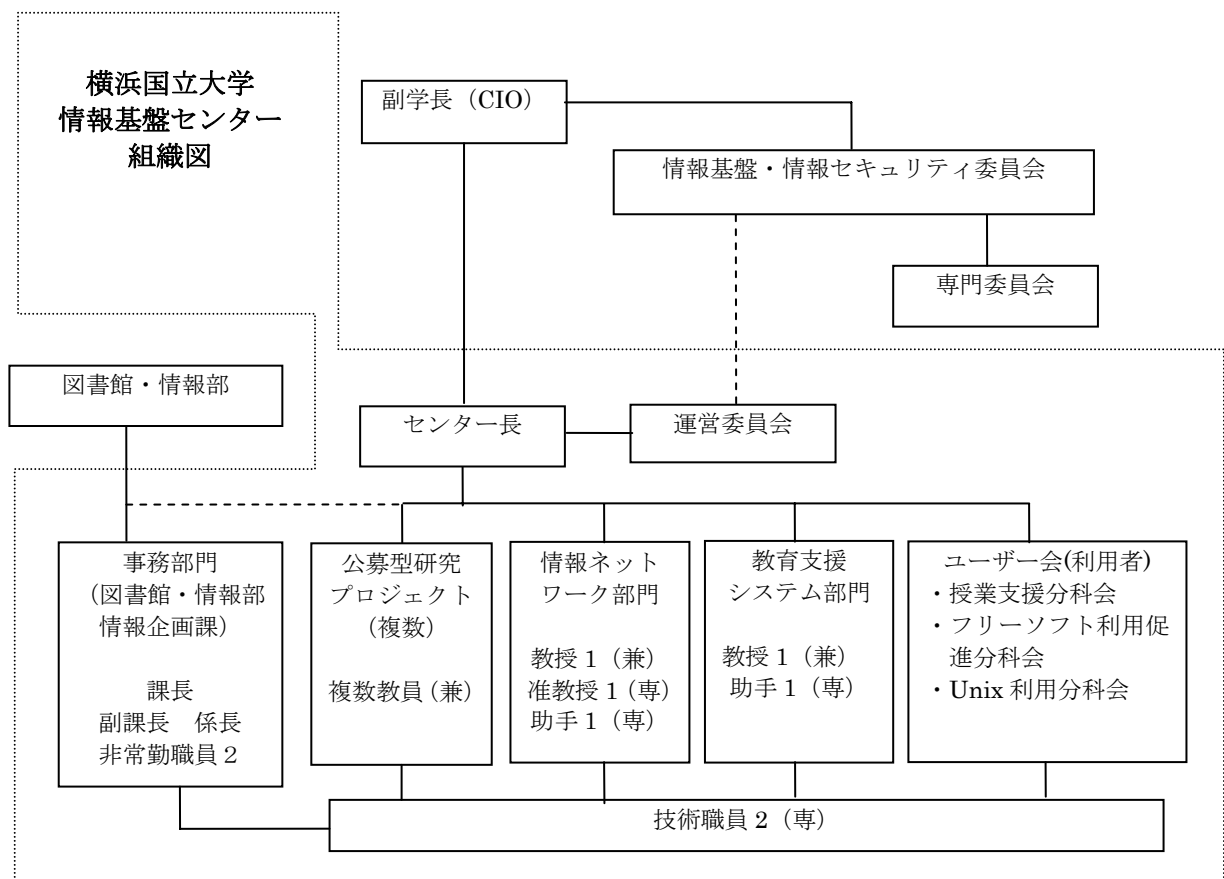 横浜国立大学
情報基盤センター
組織図
副学長（CIO）
情報基盤・情報セキュリティ委員会
専門委員会
図書館・情報部
センター長
運営委員会
事務部門
（図書館・情報部
情報企画課）
課長
副課長　係長
非常勤職員２
公募型研究
プロジェクト
（複数）
複数教員（兼）
情報ネット
ワーク部門
教授 1（兼）
准教授 1（専）
助手 1（専）
教育支援
システム部門
教授 1（兼）
助手 1（専）
ユーザー会(利用者)
・授業支援分科会
・フリーソフト利用促
進分科会
・Unix 利用分科会
技術職員 2（専）